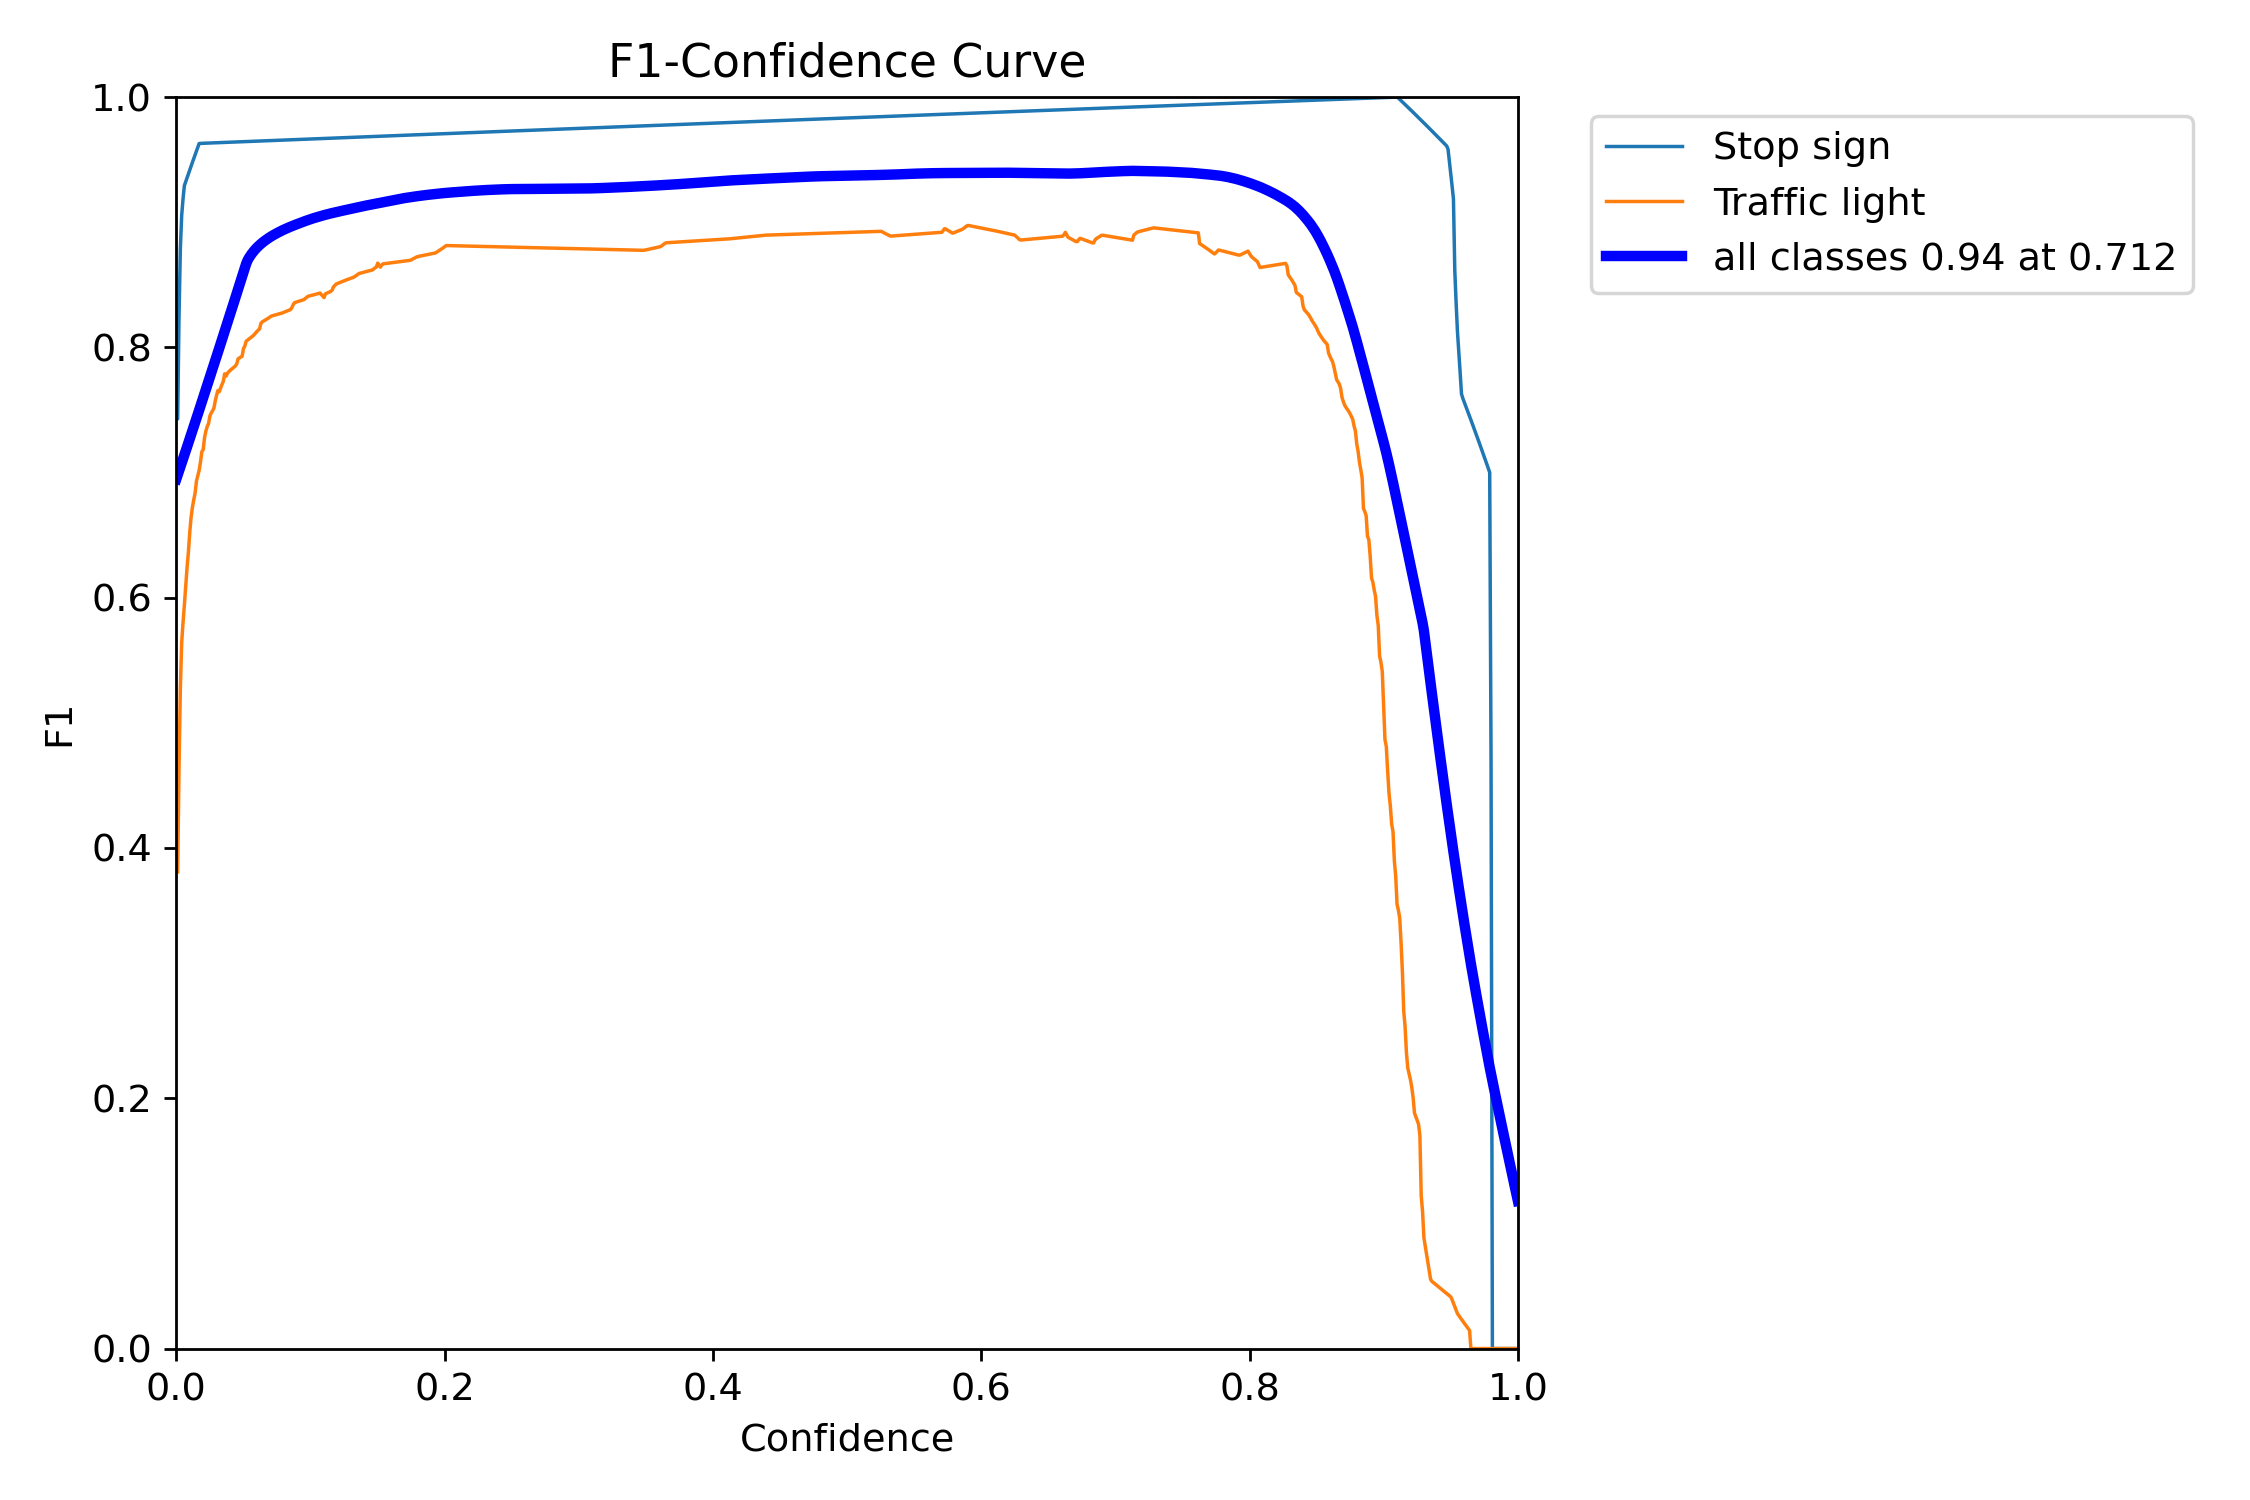 F1-Confidence Curve
1.0
0.8
0.6
0.4
0.2
0.0
F1
0.0 0.2 0.4 0.6 0.8 1.0
Confidence
Stop sign
Traffic light
all classes 0.94 at 0.712